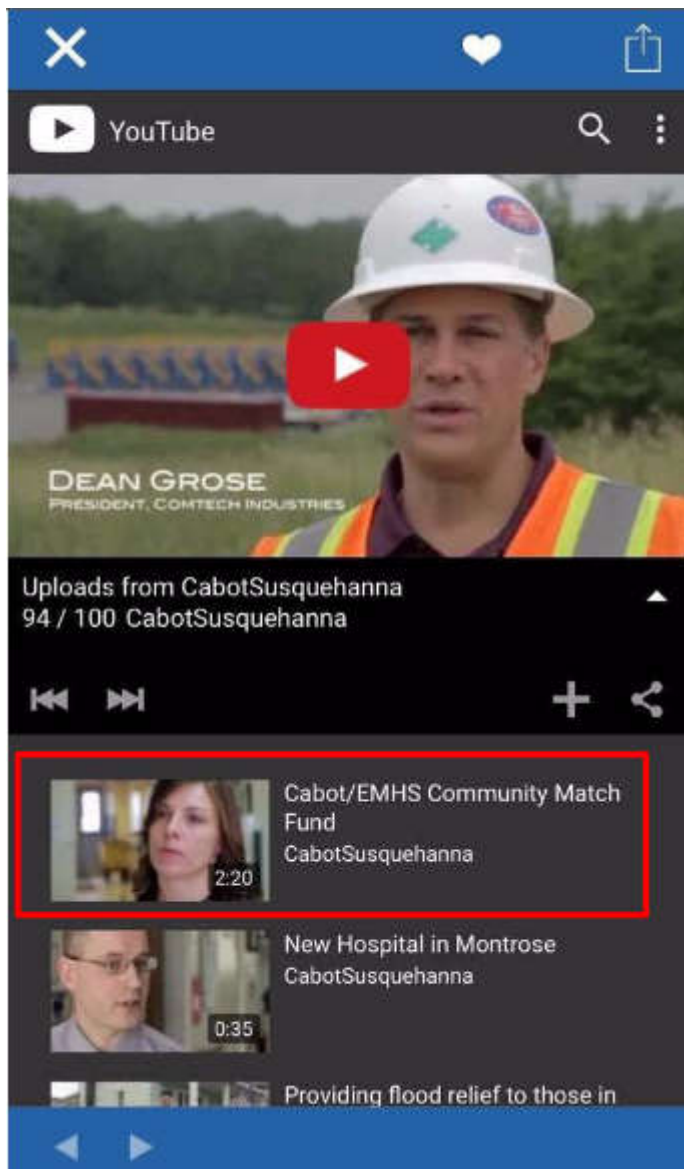 YouTube
DEAN GROSE
PRESIDENT, COMTECH INDUSTRIES
Uploads from CabotSusquehanna
94 / 100 CabotSusquehanna
Cabot/EMHS Community Match
Fund
CabotSusquehanna
2:20
New Hospital in Montrose
CabotSusquehanna
0:35
Providing flood relief to those in